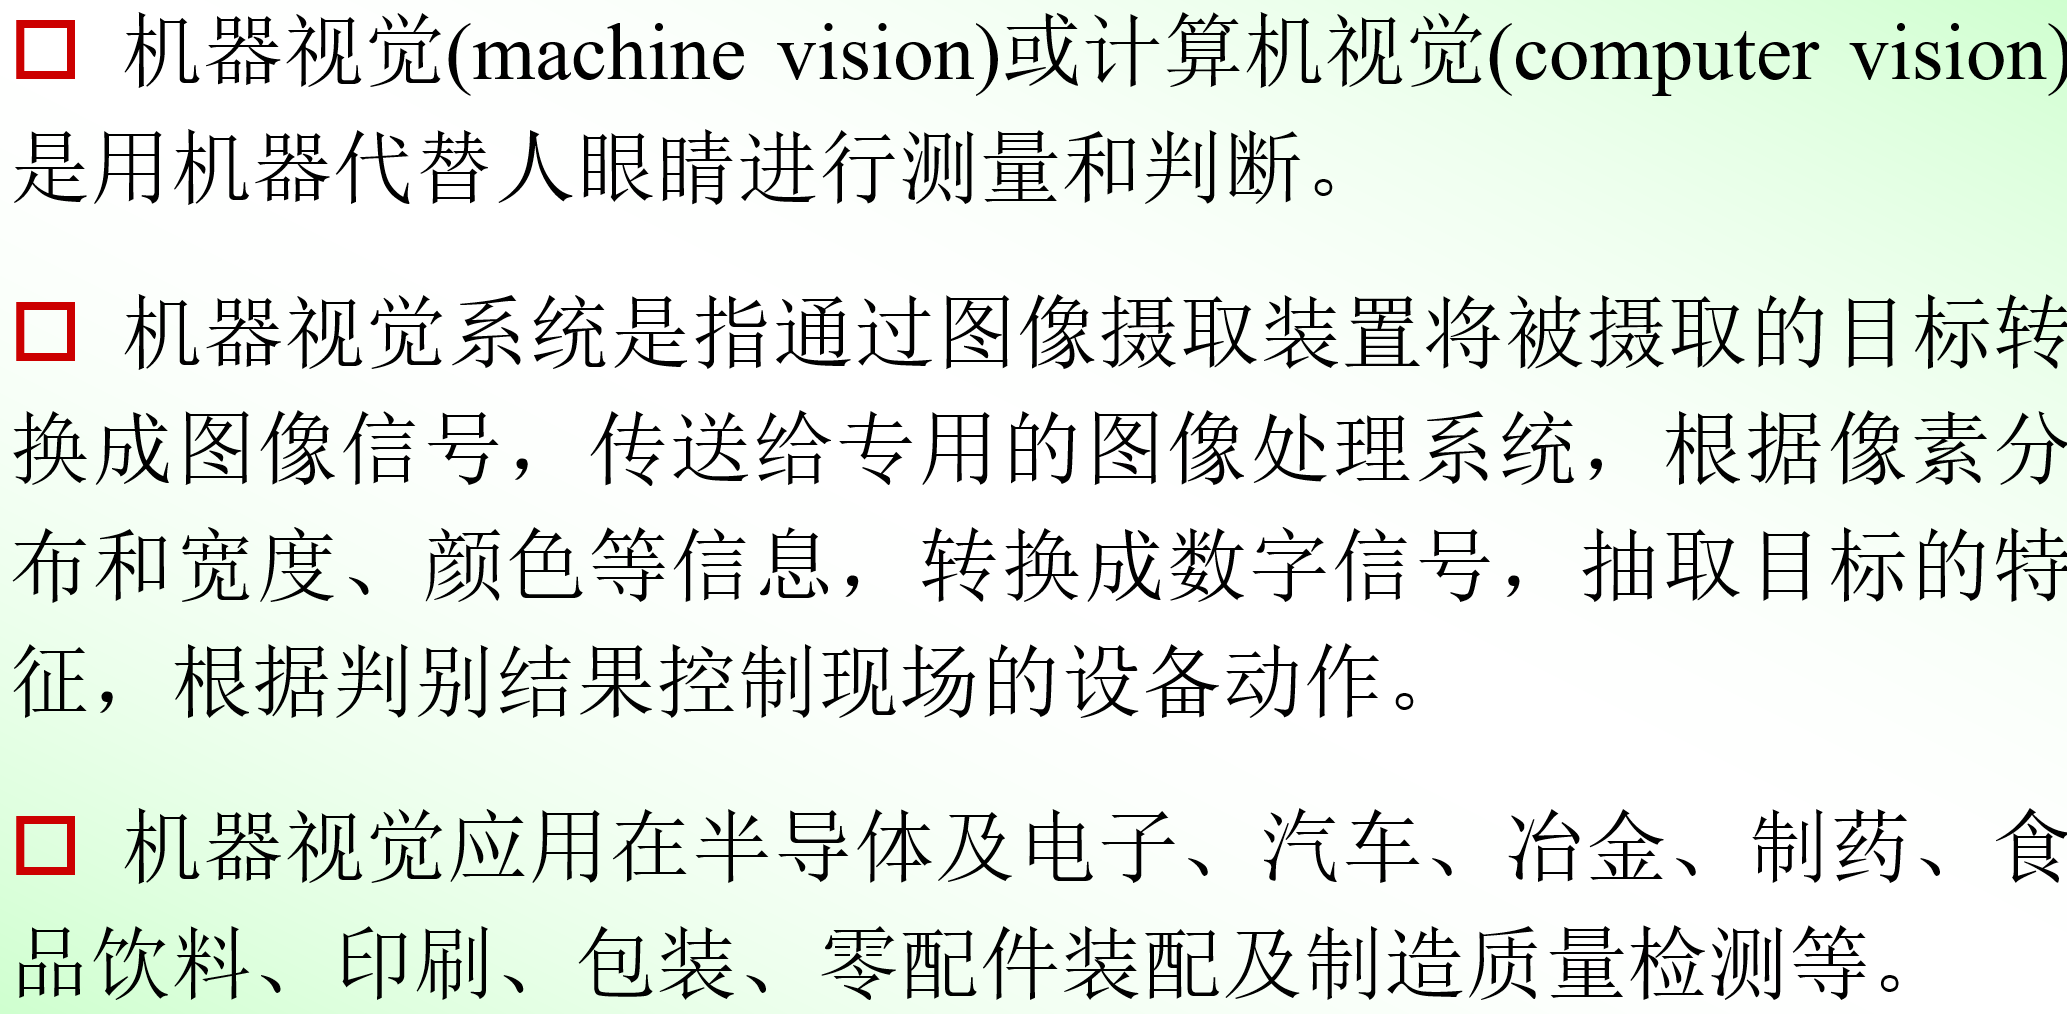 机器视觉(machine vision)或计算机视觉(computer vision)
是用机器代替人眼睛进行测量和判断。
机器视觉系统是指通过图像摄取装置将被摄取的目标转
换成图像信号，传送给专用的图像处理系统，根据像素分
布和宽度、颜色等信息，转换成数字信号，抽取目标的特
征，根据判别结果控制现场的设备动作。
机器视觉应用在半导体及电子、汽车、冶金、制药、食
品饮料、印刷、包装、零配件装配及制造质量检测等。